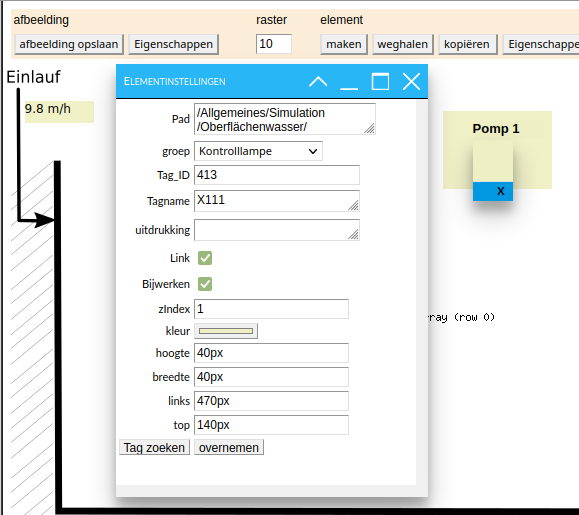 afbeelding raster element
afbeelding opslaan Eigenschappen 10 maken weghalen kopiëren Eigenschappe
Einlauf
9.8 m/h
Elementinstellingen
Pad /Allgemeines/Simulation
/Oberflächenwasser/
groep Kontrolllampe
Tag_ID 413
Tagname X111
uitdrukking
Link
Bijwerken
zIndex 1
kleur
hoogte 40px
breedte 40px
links 470px
top 140px
Tag zoeken overnemen
Pomp 1
X
rray (row 0)